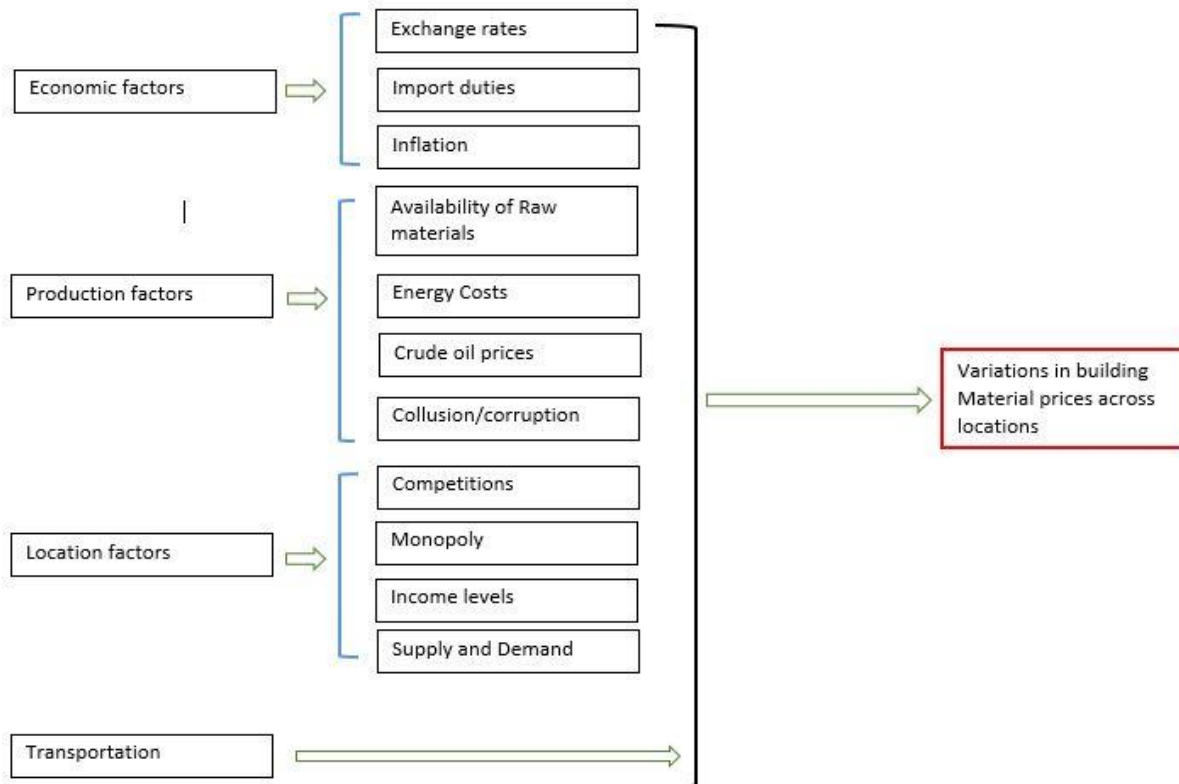 Economic factors
Exchange rates
Import duties
Inflation
Production factors
Availability of Raw
materials
Energy Costs
Crude oil prices
Collusion/corruption
Location factors
Competitions
Monopoly
Income levels
Supply and Demand
Transportation
Variations in building
Material prices across
locations